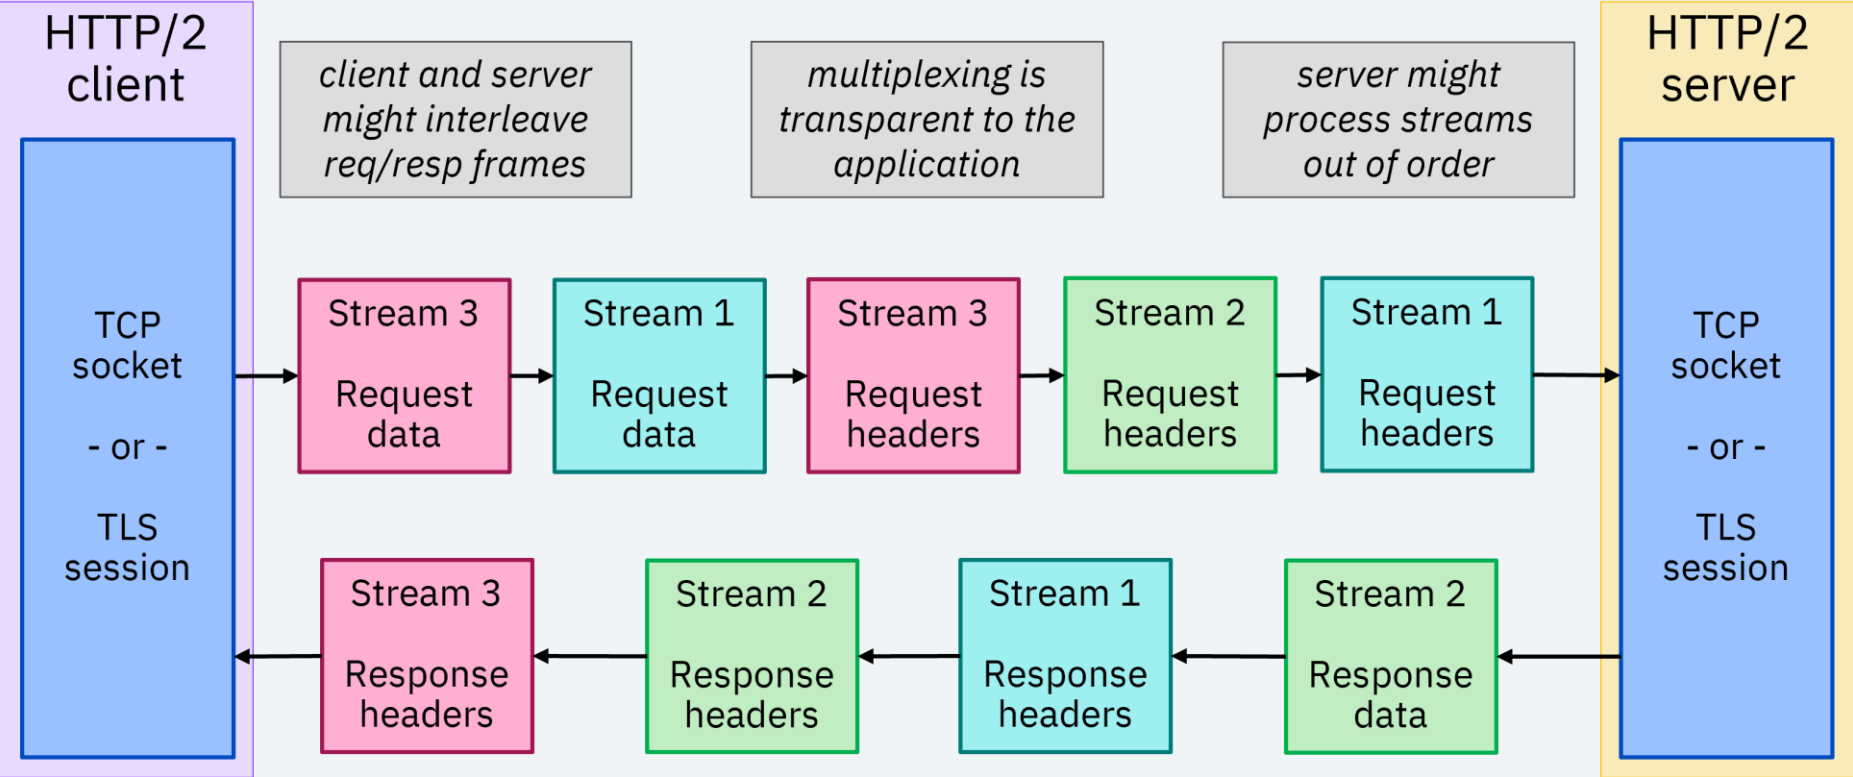 HTTP/2
client
TCP
socket
- or -
TLS
session
client and server
might interleave
req/resp frames
multiplexing is
transparent to the
application
server might
process streams
out of order
HTTP/2
server
TCP
socket
- or -
TLS
session
Stream 3
Request
data
Stream 1
Request
data
Stream 3
Request
headers
Stream 2
Request
headers
Stream 1
Request
headers
Stream 3
Response
headers
Stream 2
Response
headers
Stream 1
Response
headers
Stream 2
Response
data